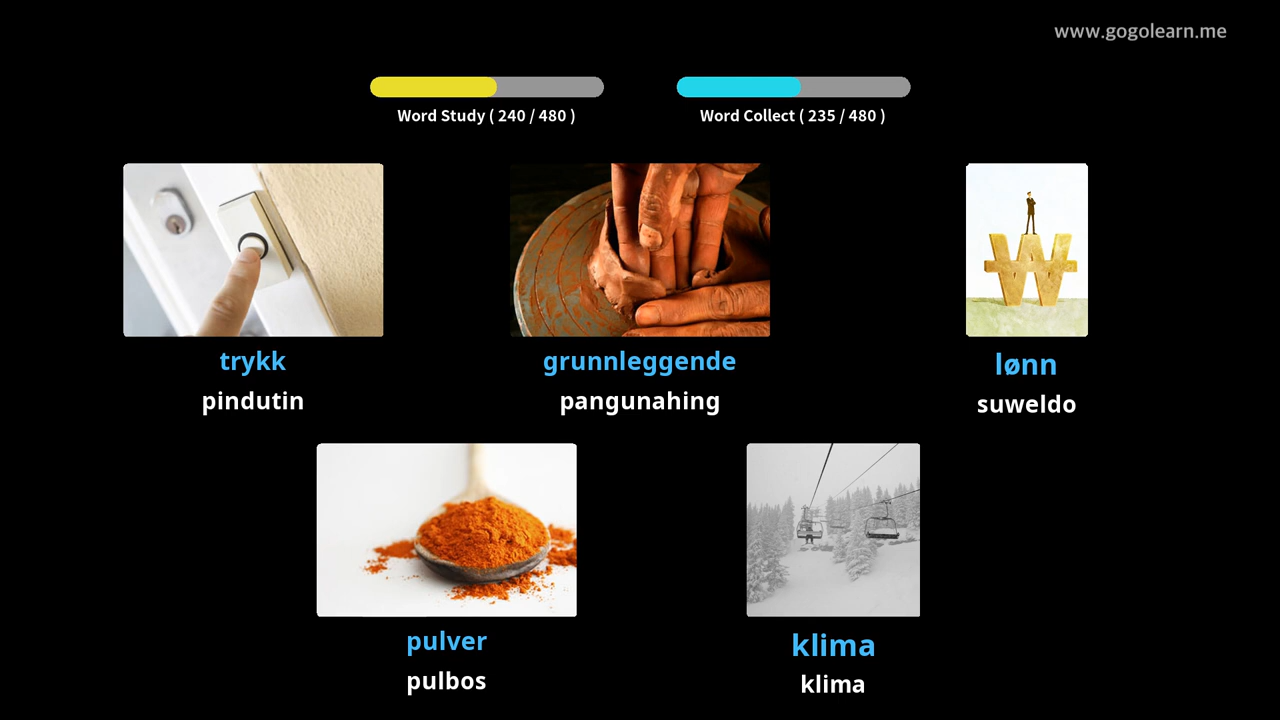 www.gogolearn.me
Word Study ( 240 / 480 )
Word Collect ( 235 / 480 )
trykk
pindutin
grunnleggende
pangunahing
lønn
suweldo
pulver
pulbos
klima
klima